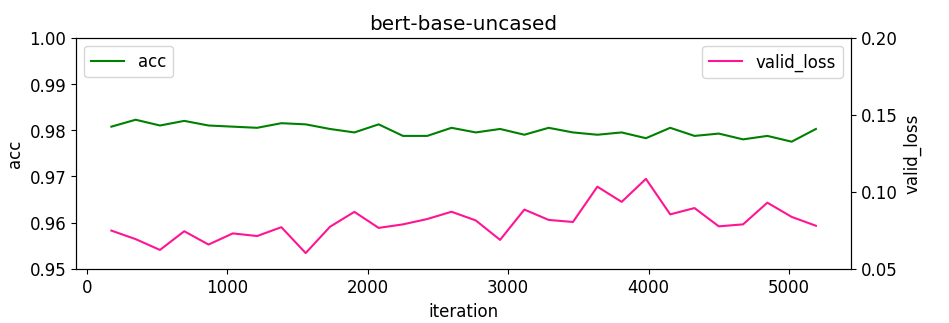 bert-base-uncased
acc
valid_loss
1.00
0.99
0.98
0.97
0.96
0.95
acc
0.20
0.15
0.10
0.05
valid_loss
0 1000 2000 3000 4000 5000
iteration